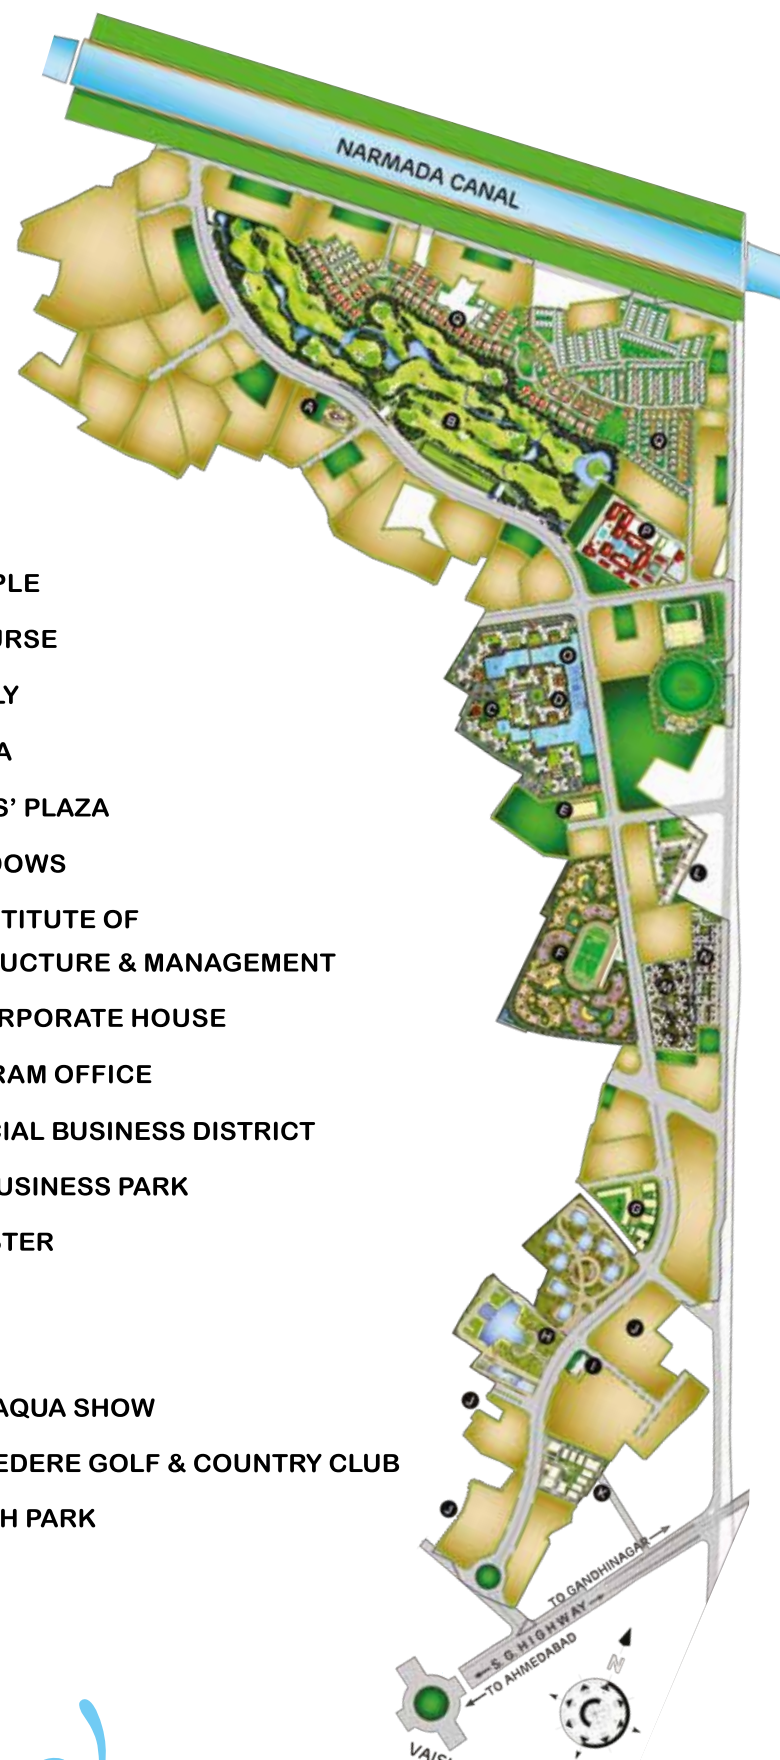 NARMADA CANAL
Q
A
B
Q
P
PLE
URSE
O
LY
C
D
A
S' PLAZA
E
DOWS
L
TITUTE OF
F
N
UCTURE & MANAGEMENT
N
RPORATE HOUSE
RAM OFFICE
CIAL BUSINESS DISTRICT
USINESS PARK
G
STER
J
H
I
J
AQUA SHOW
EDERE GOLF & COUNTRY CLUB
K
J
H PARK
TO GANDHINAGAR
S. G. HIGHWAY
TO AHMEDABAD
N
VAIS